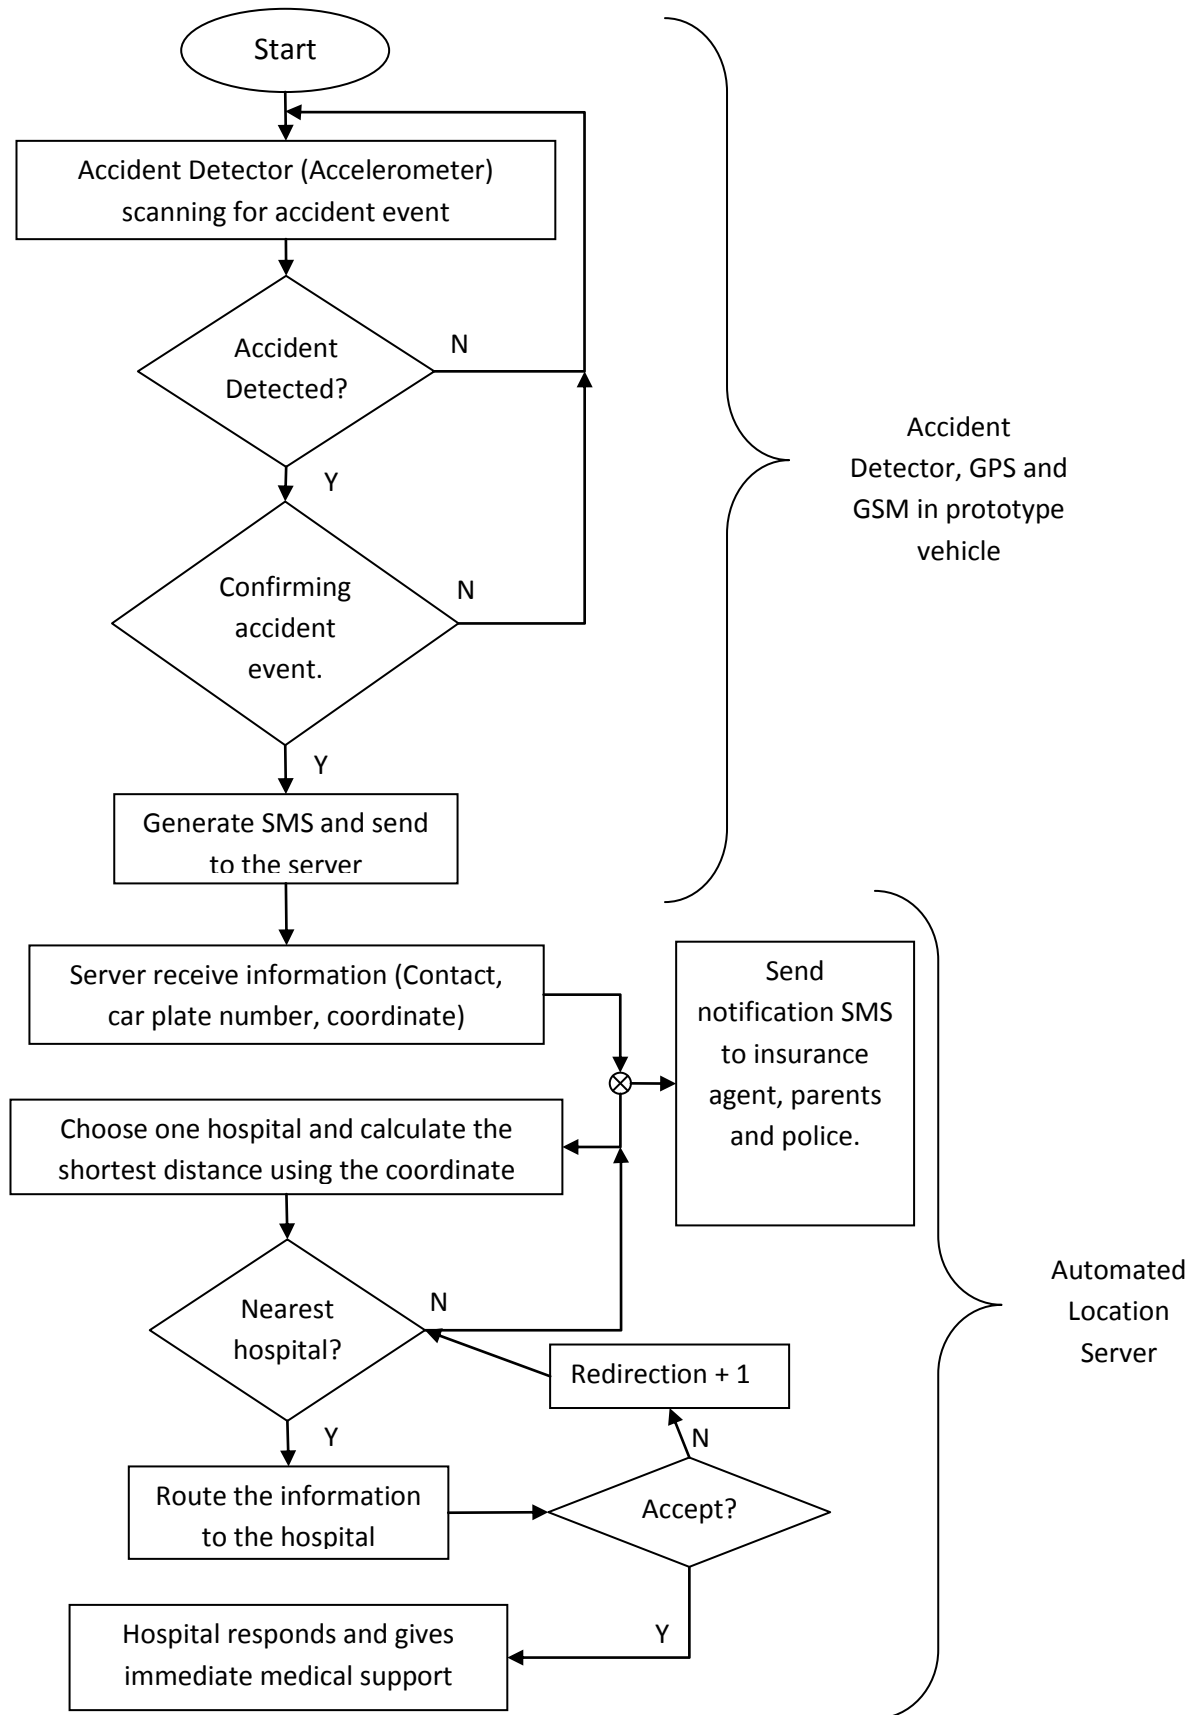 Start
Accident Detector (Accelerometer)
scanning for accident event
Accident
Detected?
N
Y
Confirming
accident
event.
N
Y
Generate SMS and send
to the server
Accident
Detector, GPS and
GSM in prototype
vehicle
Server receive information (Contact,
car plate number, coordinate)
Send
notification SMS
to insurance
agent, parents
and police.
Choose one hospital and calculate the
shortest distance using the coordinate
Nearest
hospital?
N
Y
Redirection + 1
N
Route the information
to the hospital
Accept?
Y
Hospital responds and gives
immediate medical support
Automated
Location
Server